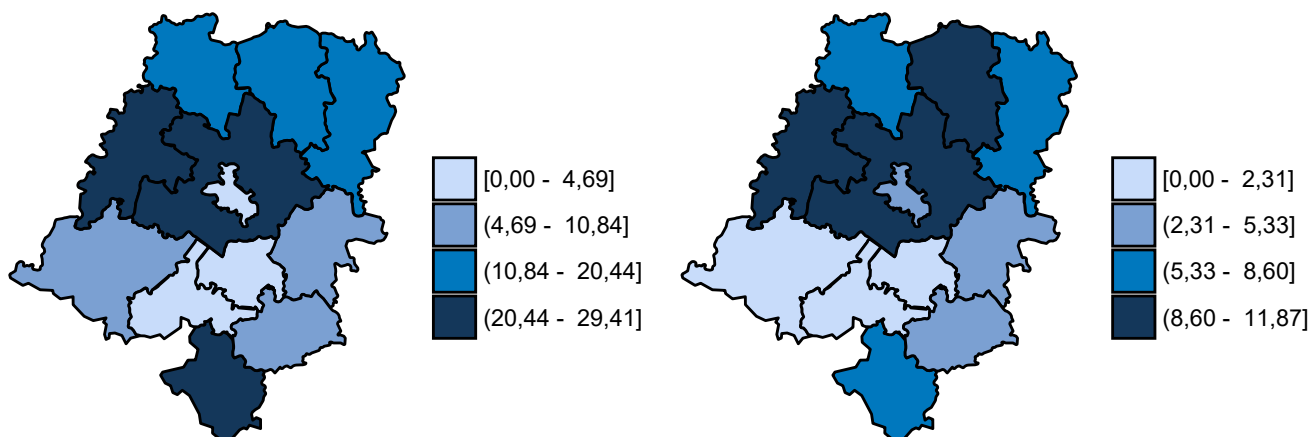 [0,00 - 4,69]
(4,69 - 10,84]
(10,84 - 20,44]
(20,44 - 29,41]
[0,00 - 2,31]
(2,31 - 5,33]
(5,33 - 8,60]
(8,60 - 11,87]